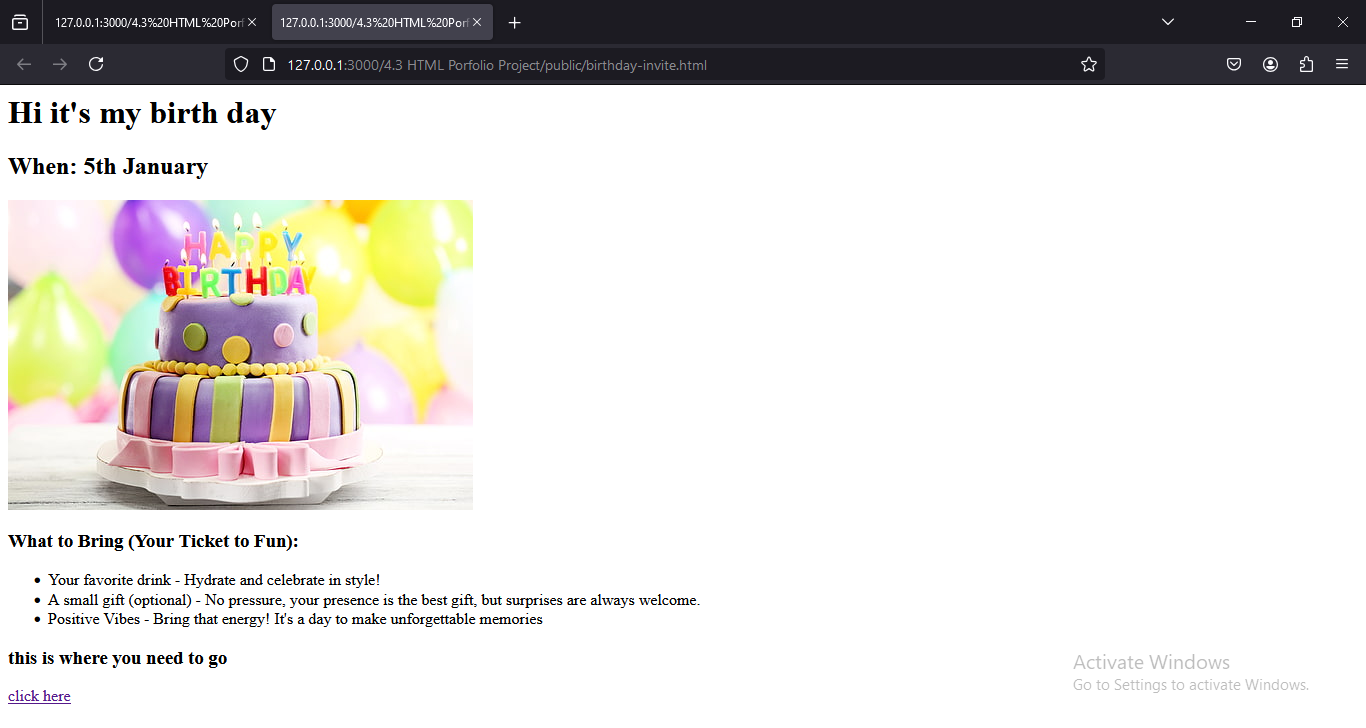 127.0.0.1:3000/4.3%20HTML%20Porf
127.0.0.1:3000/4.3%20HTML%20Porf
127.0.0.1:3000/4.3 HTML Porfolio Project/public/birthday-invite.html
Hi it's my birth day
When: 5th January
HAPPY
BIRTHDAY
What to Bring (Your Ticket to Fun):
• Your favorite drink - Hydrate and celebrate in style!
• A small gift (optional) - No pressure, your presence is the best gift, but surprises are always welcome.
• Positive Vibes - Bring that energy! It's a day to make unforgettable memories
this is where you need to go
click here
Activate Windows
Go to Settings to activate Windows.